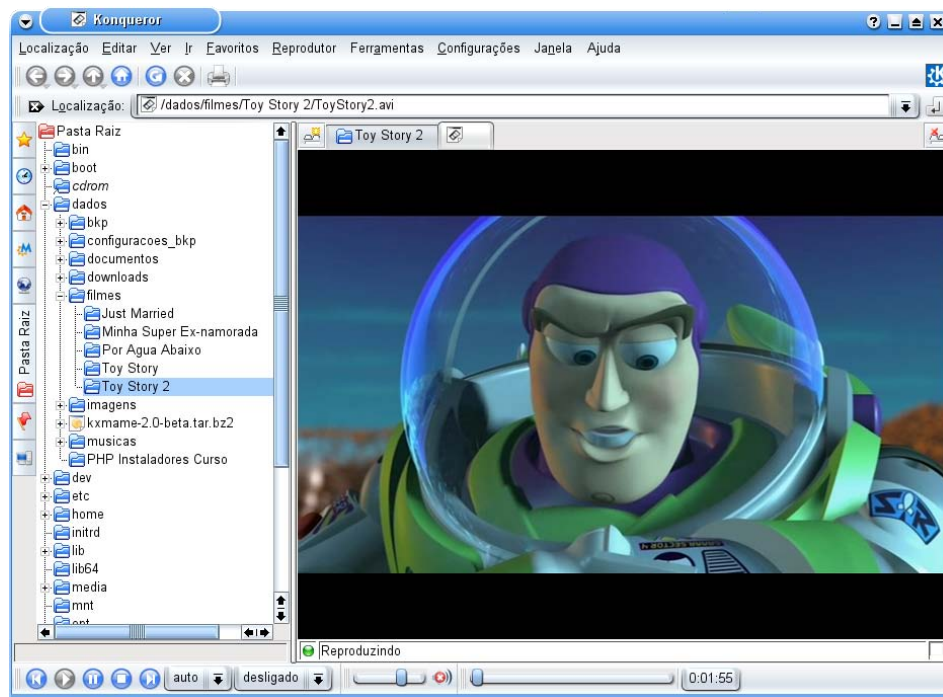 Konqueror
Localização Editar Ver Ir Favoritos Reprodutor Ferramentas Configurações Janela Ajuda
Localização: /dados/filmes/Toy Story 2/ToyStory2.avi
Pasta Raiz
Pasta Raiz
bin
boot
cdrom
dados
bkp
configuracoes_bkp
documentos
downloads
filmes
Just Married
Minha Super Ex-namorada
Por Agua Abaixo
Toy Story
Toy Story 2
imagens
kxmame-2.0-beta.tar.bz2
musicas
PHP Instaladores Curso
dev
etc
home
initrd
lib
lib64
media
mnt
Toy Story 2
Reproduzindo
auto desligado 0:01:55